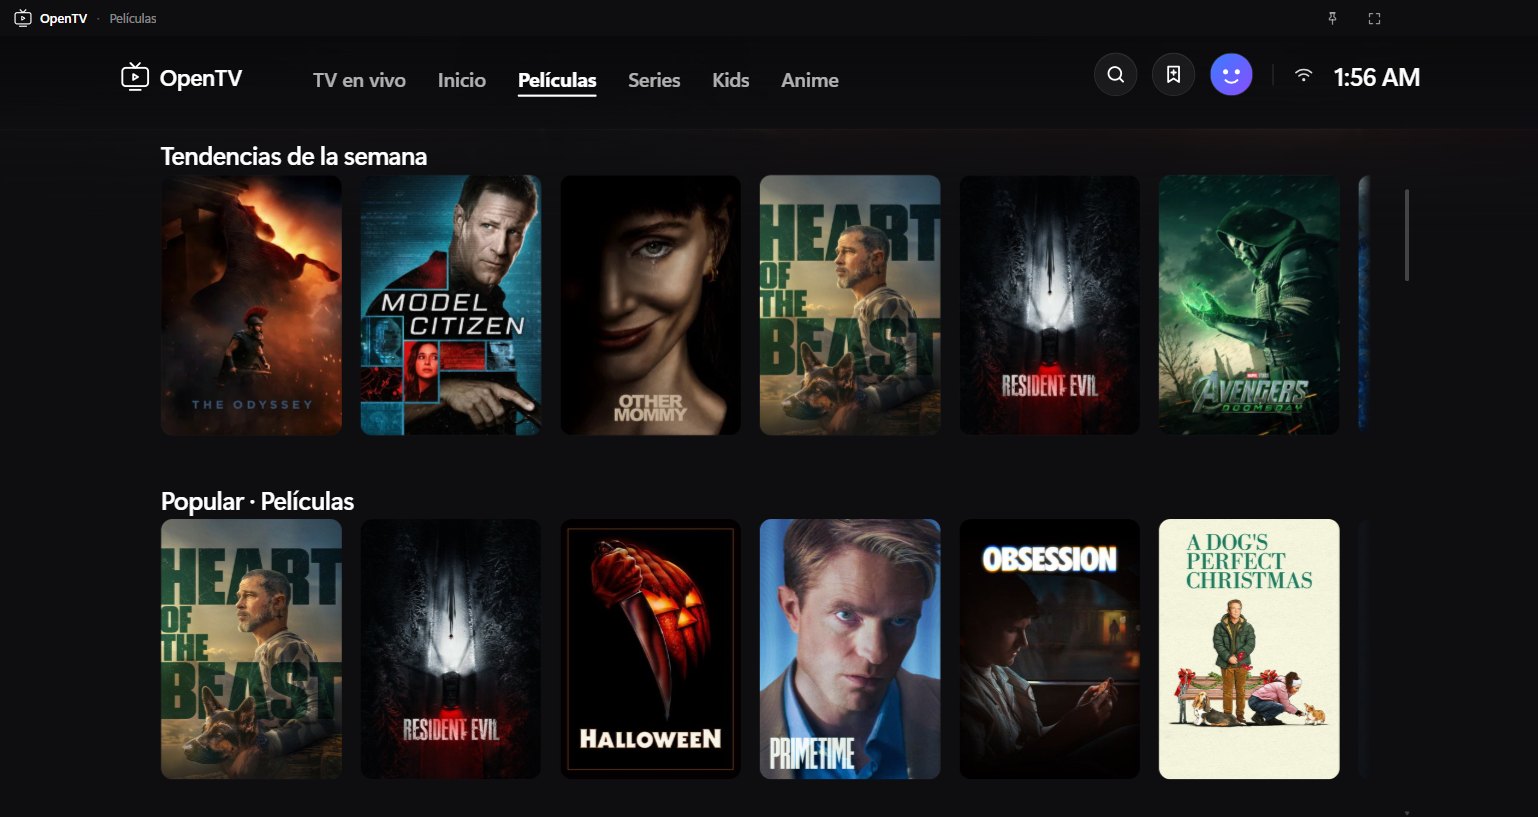 OpenTV · Películas
OpenTV
TV en vivo Inicio Películas Series Kids Anime
1:56 AM
Tendencias de la semana
THE ODYSSEY
MODEL
CITIZEN
OTHER
MOMMY
HEART
OF
THE
BEAST
RESIDENT EVIL
AVENGERS
DOOMSDAY
Popular · Películas
HEART
OF
THE
BEAST
RESIDENT EVIL
HALLOWEEN
PRIMETIME
OBSESSION
A DOG'S
PERFECT
CHRISTMAS